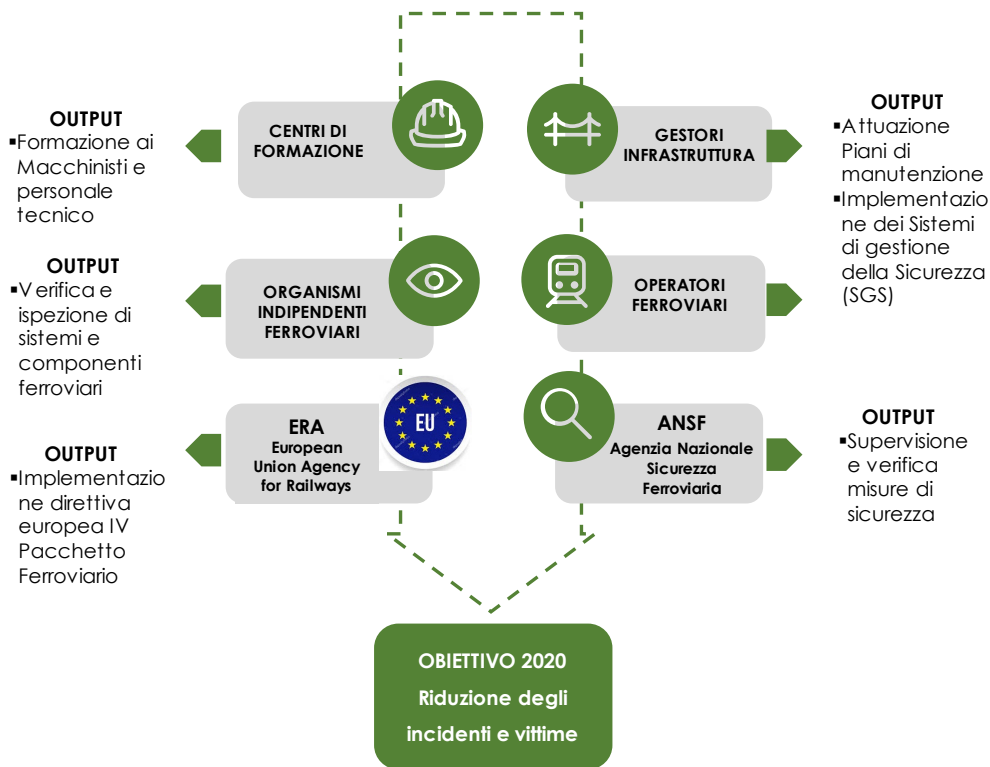 OUTPUT
▪Formazione ai
Macchinisti e
personale
tecnico
CENTRI DI
FORMAZIONE
GESTORI
INFRASTRUTTURA
OUTPUT
▪Attuazione
Piani di
manutenzione
▪Implementazio
ne dei Sistemi
di gestione
della Sicurezza
(SGS)
OUTPUT
▪Verifica e
ispezione di
sistemi e
componenti
ferroviari
ORGANISMI
INDIPENDENTI
FERROVIARI
OPERATORI
FERROVIARI
OUTPUT
▪Implementazio
ne direttiva
europea IV
Pacchetto
Ferroviario
ERA
European
Union Agency
for Railways
EU
ANSF
Agenzia Nazionale
Sicurezza
Ferroviaria
OUTPUT
▪Supervisione
e verifica
misure di
sicurezza
OBIETTIVO 2020
Riduzione degli
incidenti e vittime